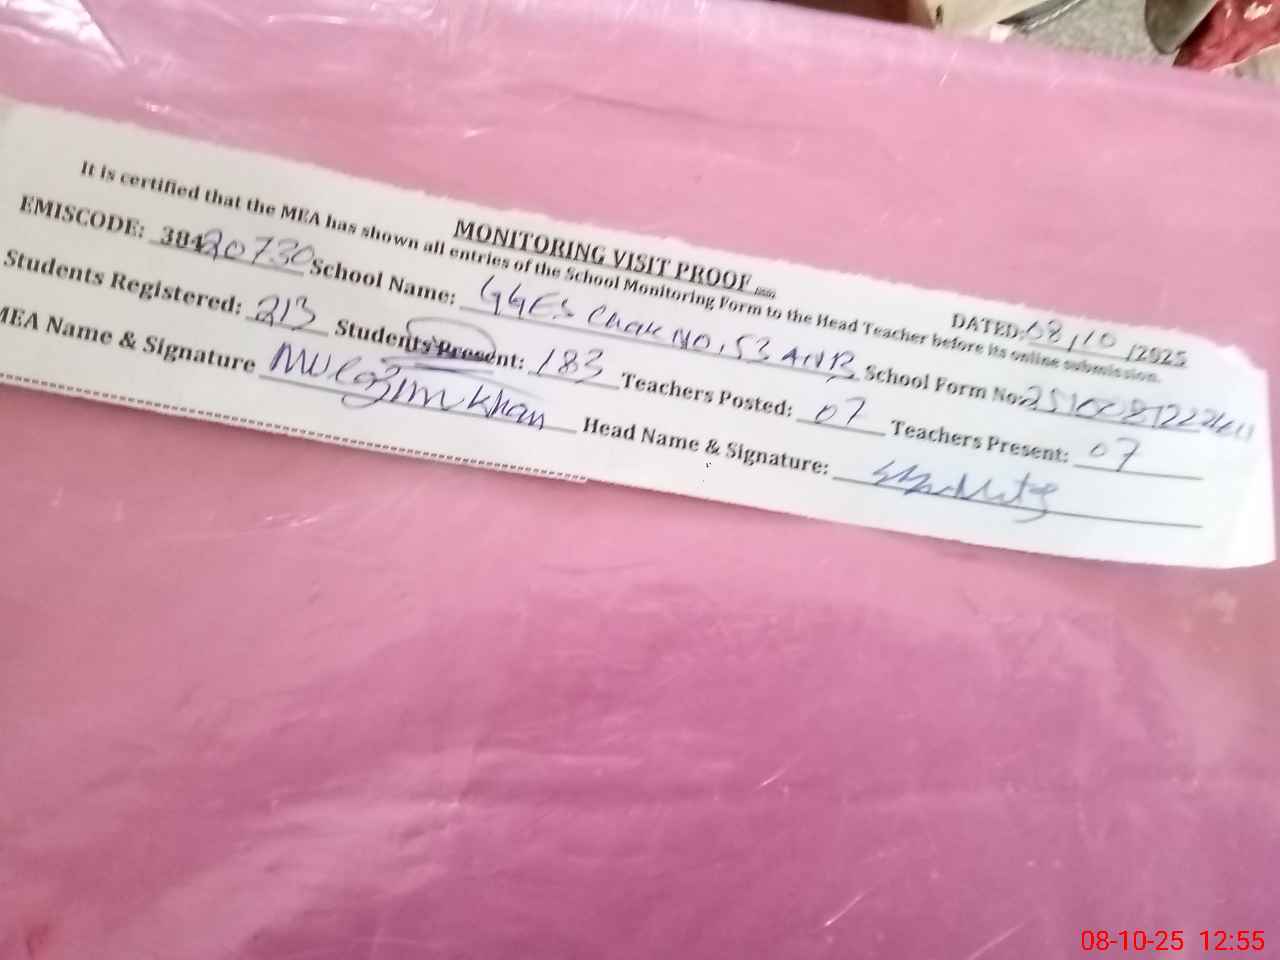 MONITORING VISIT PROOF
DATED: 08/10/2025
It is certified that the MEA has shown all entries of the School Monitoring Form to the Head Teacher before its online submission.
EMISCODE: 38420730 School Name: GGES Chak No. 53 ANB School Form No:
Students Registered: 213 Students Present: 183 Teachers Posted: 07 Teachers Present: 07
MEA Name & Signature Khan Head Name & Signature:
08-10-25 12:55